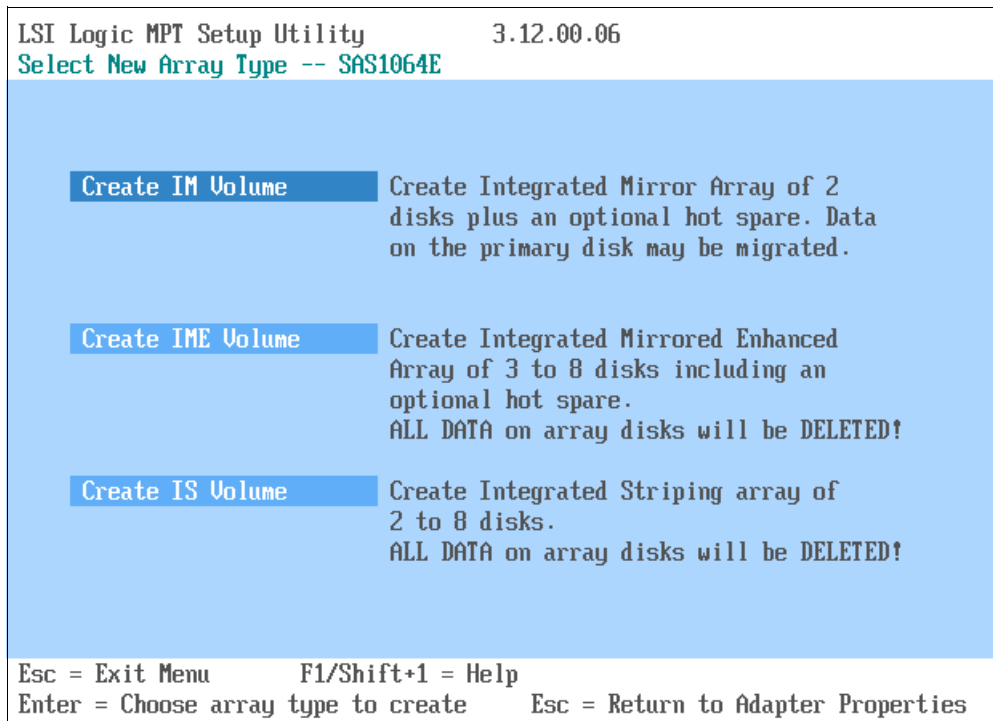 LSI Logic MPT Setup Utility 3.12.00.06
Select New Array Type -- SAS1064E
Create IM Volume Create Integrated Mirror Array of 2
disks plus an optional hot spare. Data
on the primary disk may be migrated.
Create IME Volume Create Integrated Mirrored Enhanced
Array of 3 to 8 disks including an
optional hot spare.
ALL DATA on array disks will be DELETED!
Create IS Volume Create Integrated Striping array of
2 to 8 disks.
ALL DATA on array disks will be DELETED!
Esc = Exit Menu F1/Shift+1 = Help
Enter = Choose array type to create Esc = Return to Adapter Properties